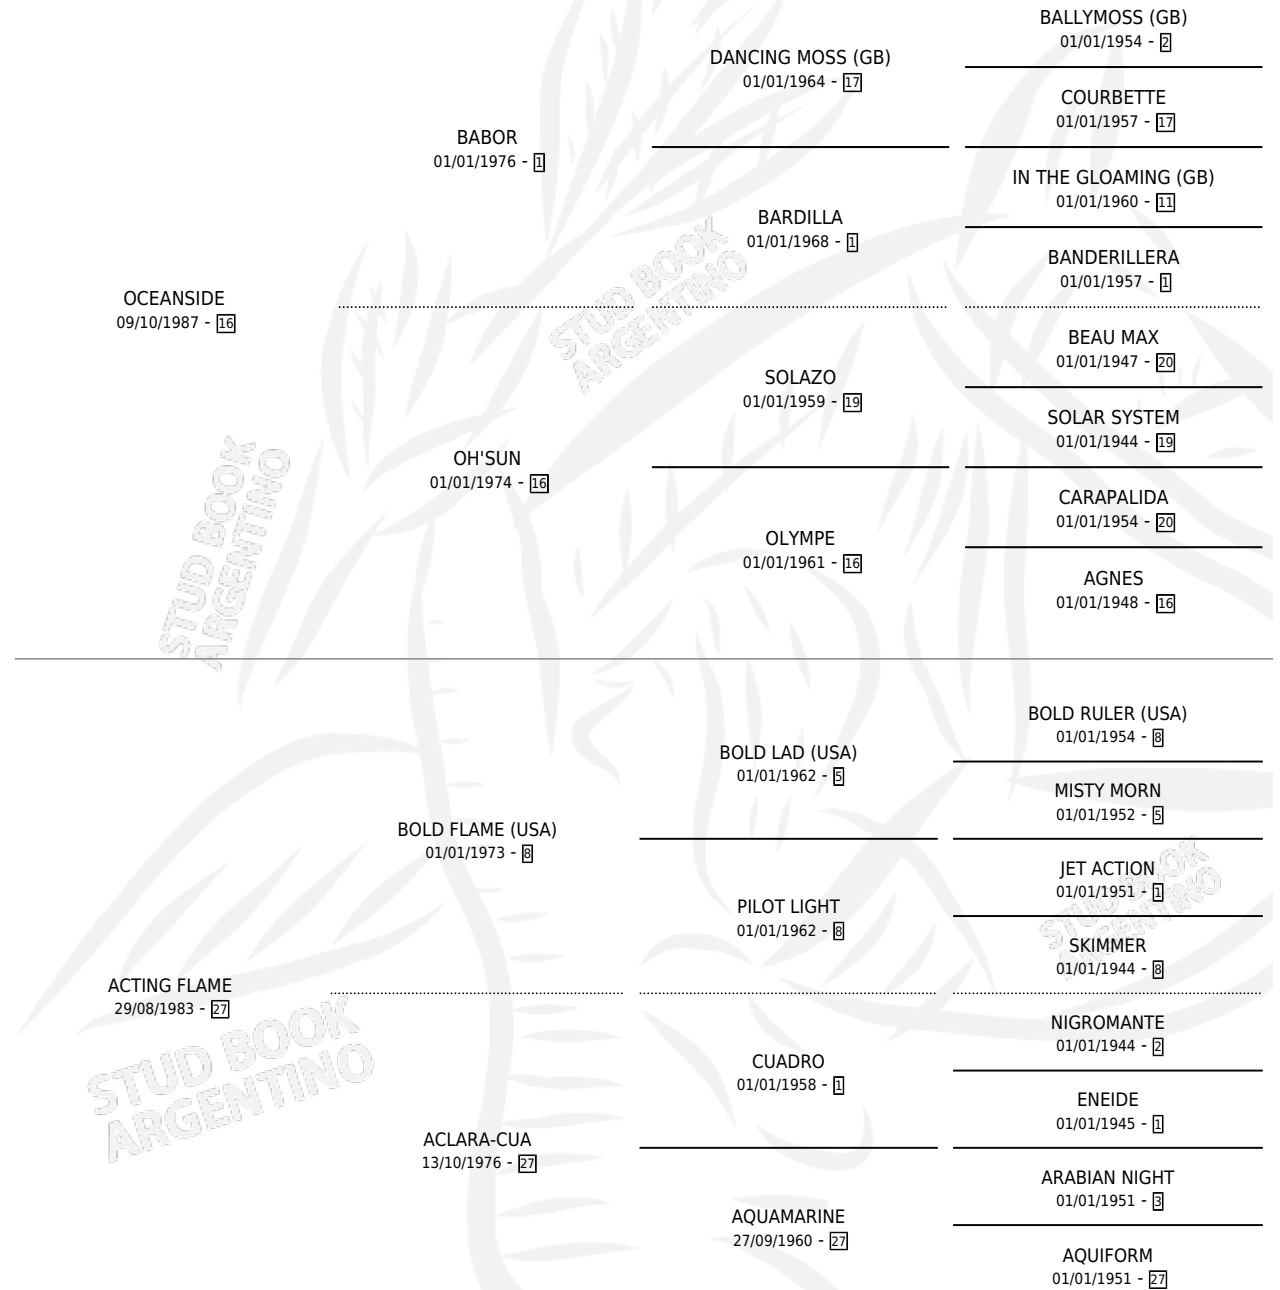 BALLYMOSS (GB)
01/01/1954 - 2
DANCING MOSS (GB)
01/01/1964 - 17
COURBETTE
01/01/1957 - 17
BABOR
01/01/1976 - 1
IN THE GLOAMING (GB)
01/01/1960 - 11
BARDILLA
01/01/1968 - 1
BANDERILLERA
01/01/1957 - 1
OCEANSIDE
09/10/1987 - 16
BEAU MAX
01/01/1947 - 20
SOLAZO
01/01/1959 - 19
SOLAR SYSTEM
01/01/1944 - 19
OH'SUN
01/01/1974 - 16
CARAPALIDA
01/01/1954 - 20
OLYMPE
01/01/1961 - 16
AGNES
01/01/1948 - 16
BOLD RULER (USA)
01/01/1954 - 8
BOLD LAD (USA)
01/01/1962 - 5
MISTY MORN
01/01/1952 - 5
BOLD FLAME (USA)
01/01/1973 - 8
JET ACTION
01/01/1951 - 1
PILOT LIGHT
01/01/1962 - 8
SKIMMER
01/01/1944 - 8
ACTING FLAME
29/08/1983 - 27
NIGROMANTE
01/01/1944 - 2
CUADRO
01/01/1958 - 1
ENEIDE
01/01/1945 - 1
ACLARA-CUA
13/10/1976 - 27
ARABIAN NIGHT
01/01/1951 - 3
AQUAMARINE
27/09/1960 - 27
AQUIFORM
01/01/1951 - 27
STUD BOOK
ARGENTINO
STUD BOOK
ARGENTINO
STUD BOOK
ARGENTINO
STUD BOOK
ARGENTINO